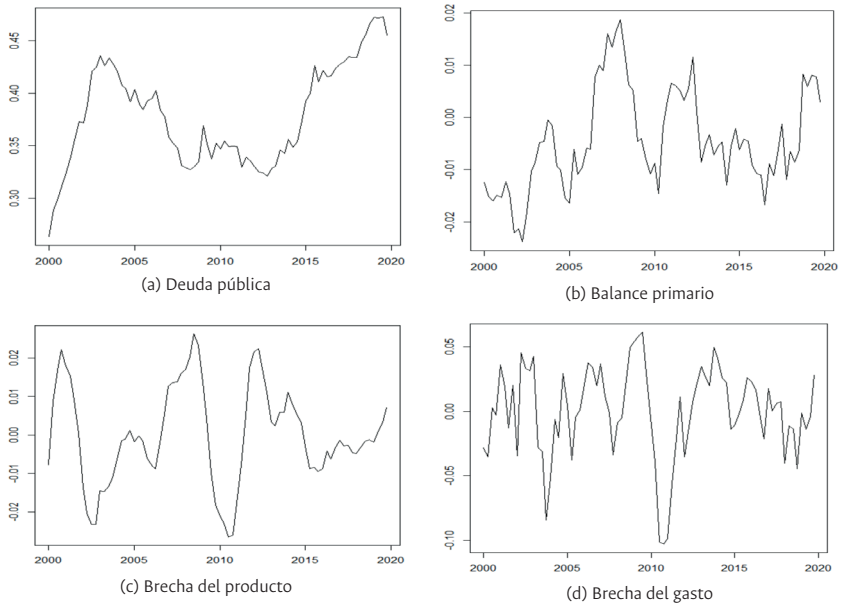 0.45
0.40
0.35
0.30
2000 2005 2010 2015 2020
(a) Deuda pública
0.02
0.01
0.00
-0.01
-0.02
2000 2005 2010 2015 2020
(b) Balance primario
0.02
0.01
0.00
-0.01
-0.02
2000 2005 2010 2015 2020
(c) Brecha del producto
0.05
0.00
-0.05
-0.10
2000 2005 2010 2015 2020
(d) Brecha del gasto